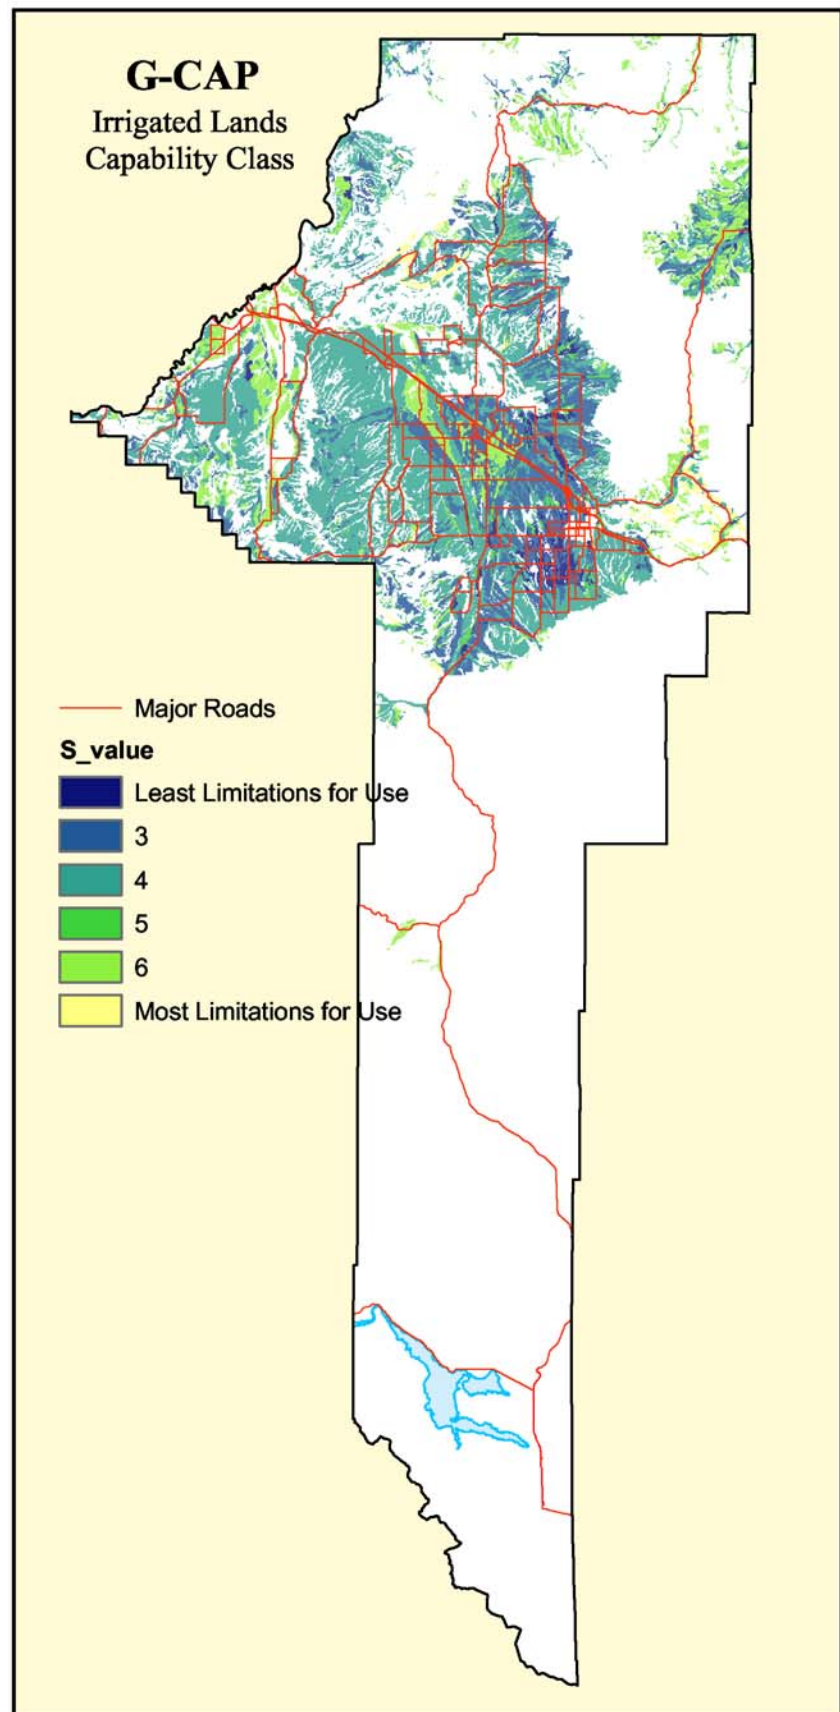 G-CAP
Irrigated Lands
Capability Class
Major Roads
S_value
Least Limitations for Use
3
4
5
6
Most Limitations for Use